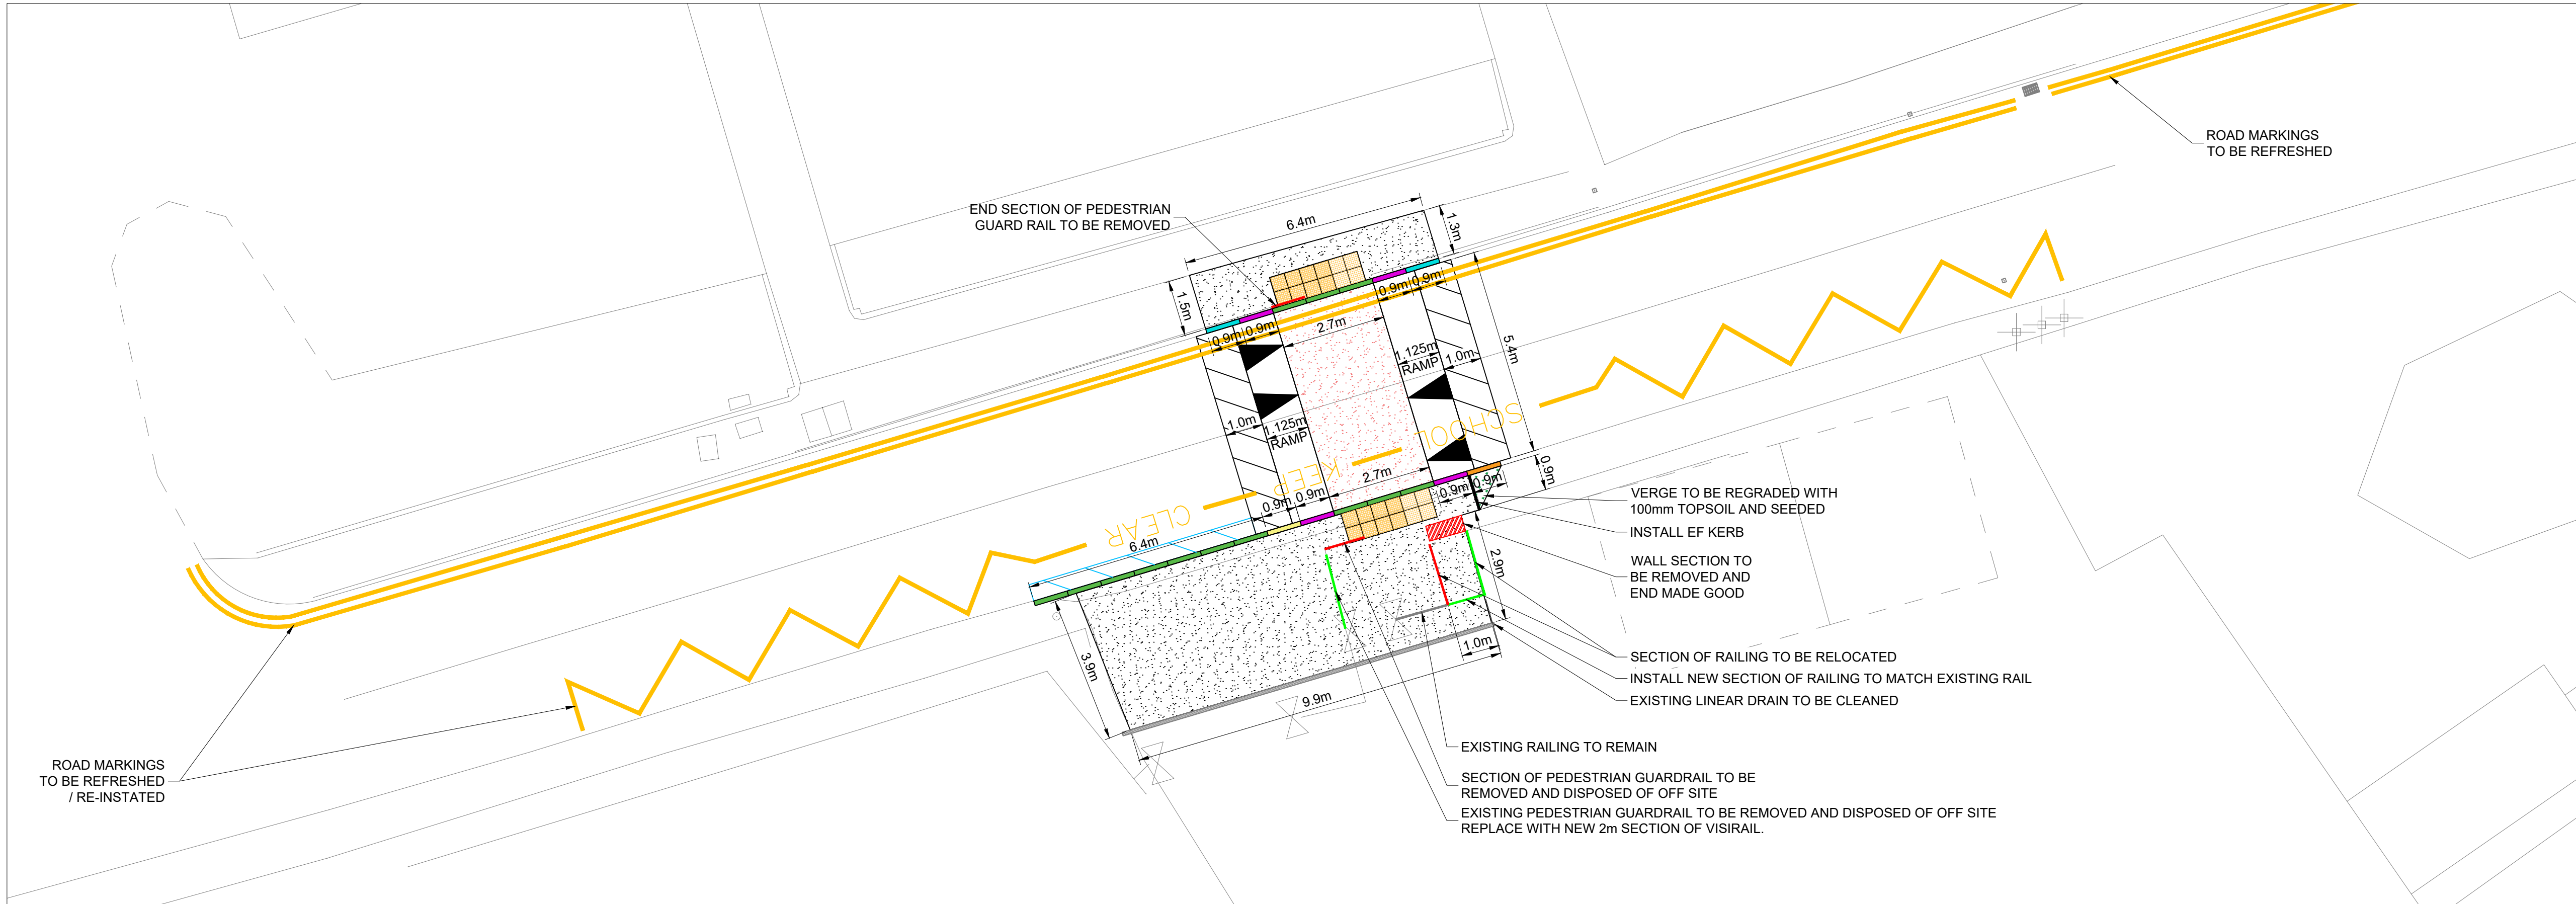 ROAD MARKINGS
TO BE REFRESHED
END SECTION OF PEDESTRIAN
GUARD RAIL TO BE REMOVED
6.4m
1.3m
1.5m
0.9m
0.9m
0.9m
0.9m
2.7m
5.4m
1.125m
RAMP
1.0m
1.0m
1.125m
RAMP
SCHOOL
KEEP
CLEAR
2.7m
0.9m
0.9m
0.9m
0.9m
0.9m
6.4m
VERGE TO BE REGRADED WITH
100mm TOPSOIL AND SEEDED
INSTALL EF KERB
WALL SECTION TO
BE REMOVED AND
END MADE GOOD
2.9m
3.9m
1.0m
9.9m
SECTION OF RAILING TO BE RELOCATED
INSTALL NEW SECTION OF RAILING TO MATCH EXISTING RAIL
EXISTING LINEAR DRAIN TO BE CLEANED
EXISTING RAILING TO REMAIN
SECTION OF PEDESTRIAN GUARDRAIL TO BE
REMOVED AND DISPOSED OF OFF SITE
EXISTING PEDESTRIAN GUARDRAIL TO BE REMOVED AND DISPOSED OF OFF SITE
REPLACE WITH NEW 2m SECTION OF VISIRAIL.
ROAD MARKINGS
TO BE REFRESHED
/ RE-INSTATED